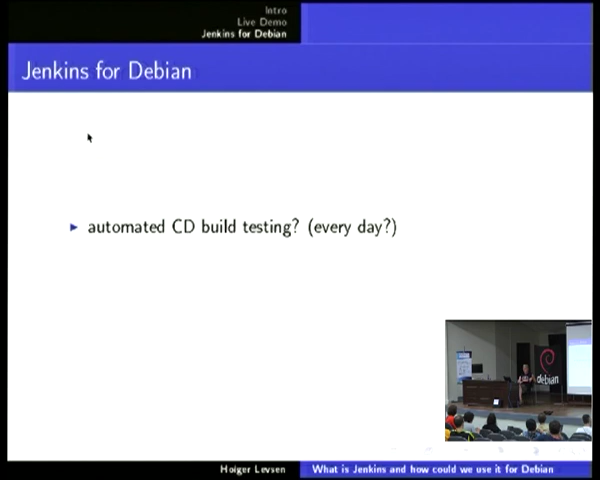 Intro
Live Demo
Jenkins for Debian
Jenkins for Debian
automated CD build testing? (every day?)
debian
Holger Levsen
What is Jenkins and how could we use it for Debian